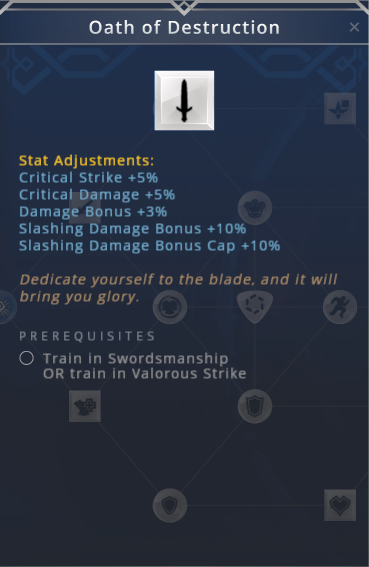 Oath of Destruction
Stat Adjustments:
Critical Strike +5%
Critical Damage +5%
Damage Bonus +3%
Slashing Damage Bonus +10%
Slashing Damage Bonus Cap +10%
Dedicate yourself to the blade, and it will
bring you glory.
PREREQUISITES
Train in Swordsmanship
OR train in Valorous Strike